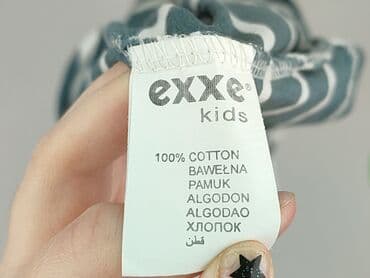 exxe®
kids
100% COTTON
BAWEŁNA
PAMUK
ALGODON
ALGODAO
ХЛОПОК
قطن